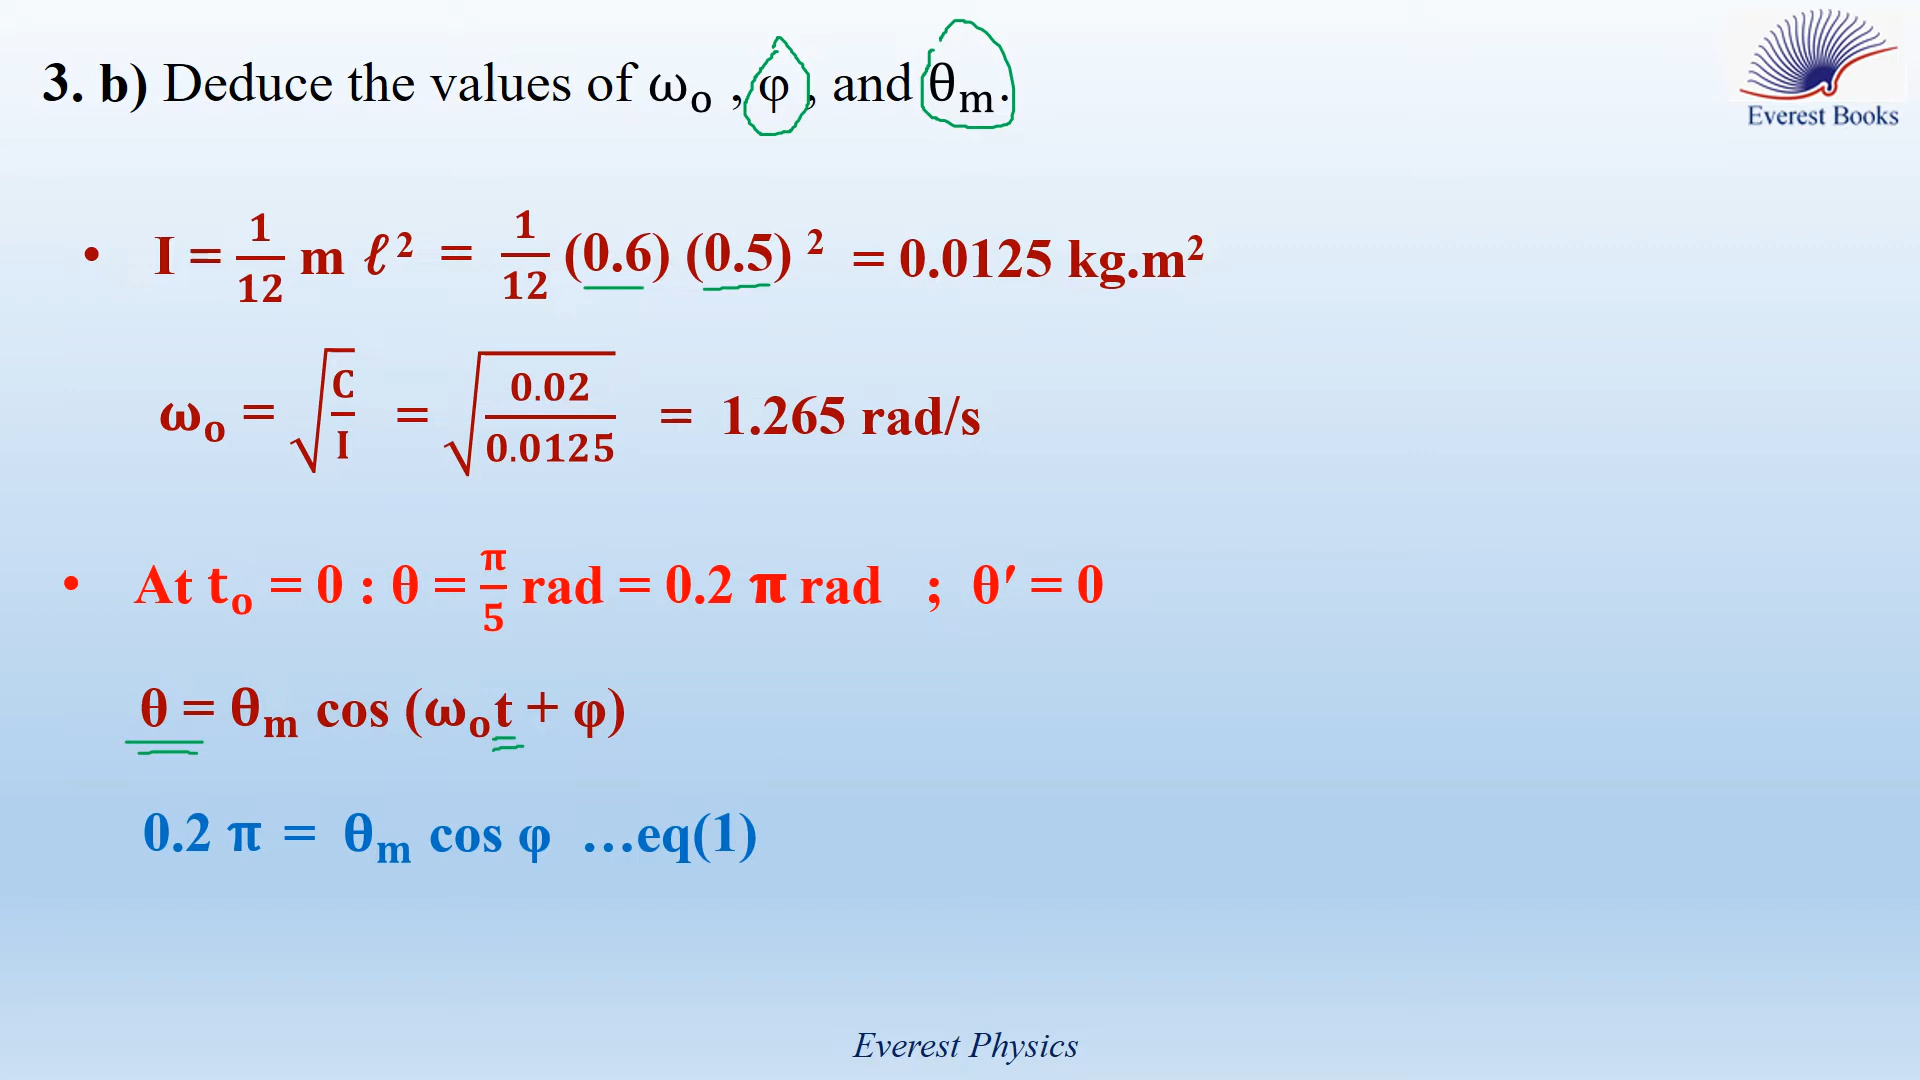 3. b) Deduce the values of ωₒ , φ , and θₘ.
Everest Books
• I = 1/12 m ℓ² = 1/12 (0.6) (0.5) ² = 0.0125 kg.m²
ωₒ = √(C/I) = √(0.02/0.0125) = 1.265 rad/s
• At tₒ = 0 : θ = π/5 rad = 0.2 π rad ; θ′ = 0
θ = θₘ cos (ωₒt + φ)
0.2 π = θₘ cos φ …eq(1)
Everest Physics